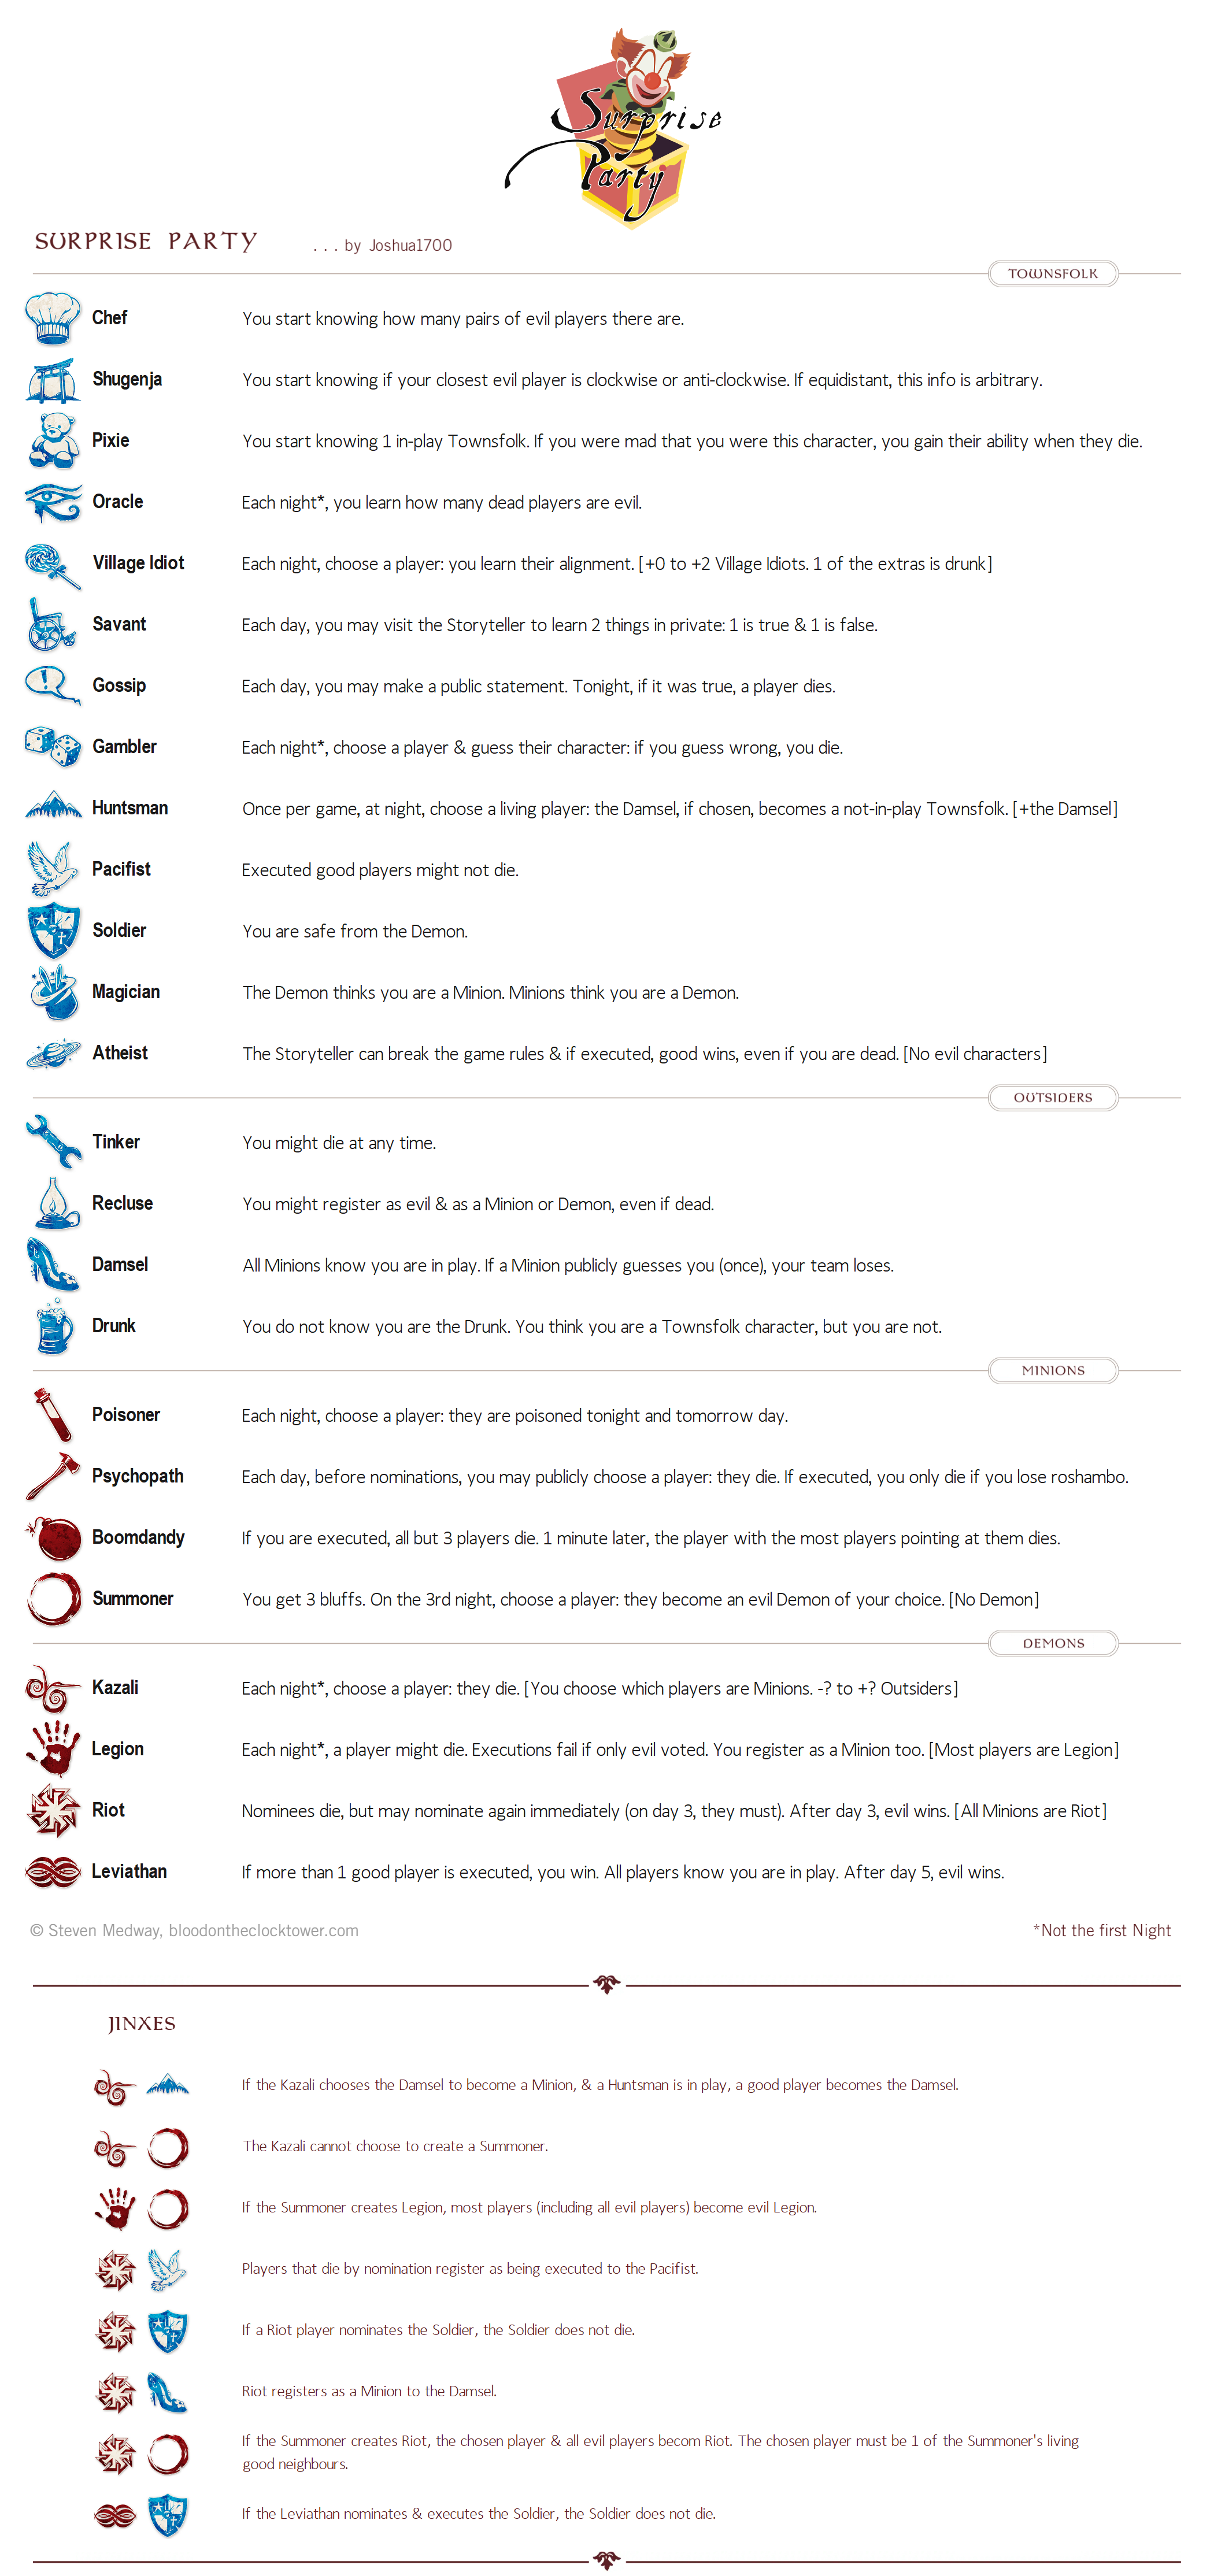 Surprise
Party
SURPRISE PARTY . . . by Joshua1700
TOWNSFOLK
Chef You start knowing how many pairs of evil players there are.
Shugenja You start knowing if your closest evil player is clockwise or anti-clockwise. If equidistant, this info is arbitrary.
Pixie You start knowing 1 in-play Townsfolk. If you were mad that you were this character, you gain their ability when they die.
Oracle Each night*, you learn how many dead players are evil.
Village Idiot Each night, choose a player: you learn their alignment. [+0 to +2 Village Idiots. 1 of the extras is drunk]
Savant Each day, you may visit the Storyteller to learn 2 things in private: 1 is true & 1 is false.
Gossip Each day, you may make a public statement. Tonight, if it was true, a player dies.
Gambler Each night*, choose a player & guess their character: if you guess wrong, you die.
Huntsman Once per game, at night, choose a living player: the Damsel, if chosen, becomes a not-in-play Townsfolk. [+the Damsel]
Pacifist Executed good players might not die.
Soldier You are safe from the Demon.
Magician The Demon thinks you are a Minion. Minions think you are a Demon.
Atheist The Storyteller can break the game rules & if executed, good wins, even if you are dead. [No evil characters]
OUTSIDERS
Tinker You might die at any time.
Recluse You might register as evil & as a Minion or Demon, even if dead.
Damsel All Minions know you are in play. If a Minion publicly guesses you (once), your team loses.
Drunk You do not know you are the Drunk. You think you are a Townsfolk character, but you are not.
MINIONS
Poisoner Each night, choose a player: they are poisoned tonight and tomorrow day.
Psychopath Each day, before nominations, you may publicly choose a player: they die. If executed, you only die if you lose roshambo.
Boomdandy If you are executed, all but 3 players die. 1 minute later, the player with the most players pointing at them dies.
Summoner You get 3 bluffs. On the 3rd night, choose a player: they become an evil Demon of your choice. [No Demon]
DEMONS
Kazali Each night*, choose a player: they die. [You choose which players are Minions. -? to +? Outsiders]
Legion Each night*, a player might die. Executions fail if only evil voted. You register as a Minion too. [Most players are Legion]
Riot Nominees die, but may nominate again immediately (on day 3, they must). After day 3, evil wins. [All Minions are Riot]
Leviathan If more than 1 good player is executed, you win. All players know you are in play. After day 5, evil wins.
© Steven Medway, bloodontheclocktower.com *Not the first Night
JINXES
If the Kazali chooses the Damsel to become a Minion, & a Huntsman is in play, a good player becomes the Damsel.
The Kazali cannot choose to create a Summoner.
If the Summoner creates Legion, most players (including all evil players) become evil Legion.
Players that die by nomination register as being executed to the Pacifist.
If a Riot player nominates the Soldier, the Soldier does not die.
Riot registers as a Minion to the Damsel.
If the Summoner creates Riot, the chosen player & all evil players becom Riot. The chosen player must be 1 of the Summoner's living
good neighbours.
If the Leviathan nominates & executes the Soldier, the Soldier does not die.